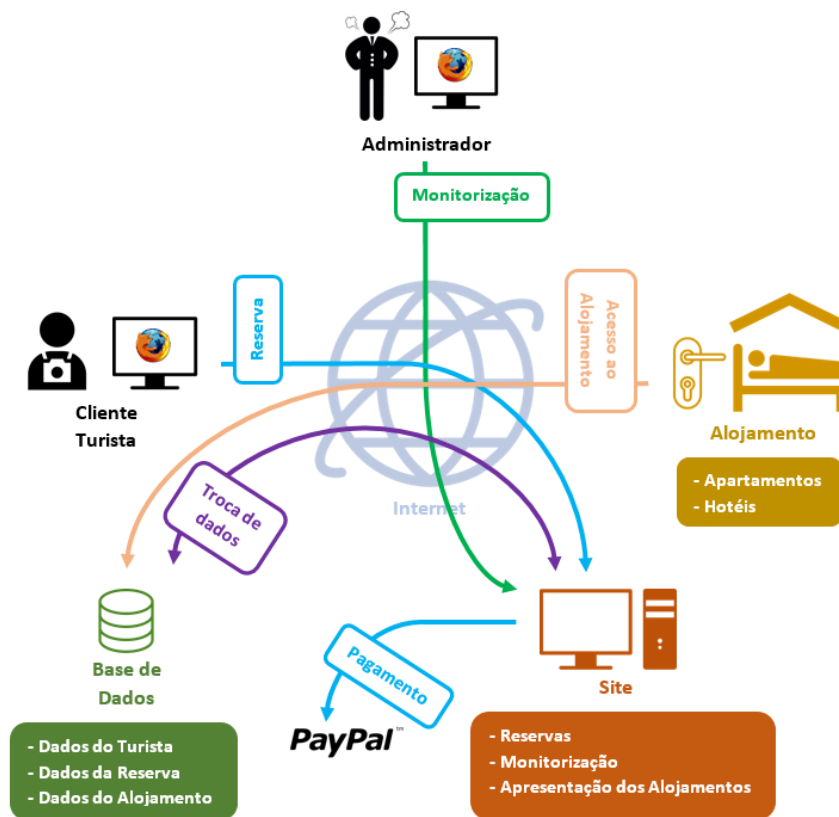 Administrador
Monitorização
Reserva
Acesso ao
Alojamento
Cliente
Turista
Alojamento
- Apartamentos
- Hotéis
Troca de
dados
Internet
Base de
Dados
Pagamento
Site
PayPal™
- Dados do Turista
- Dados da Reserva
- Dados do Alojamento
- Reservas
- Monitorização
- Apresentação dos Alojamentos